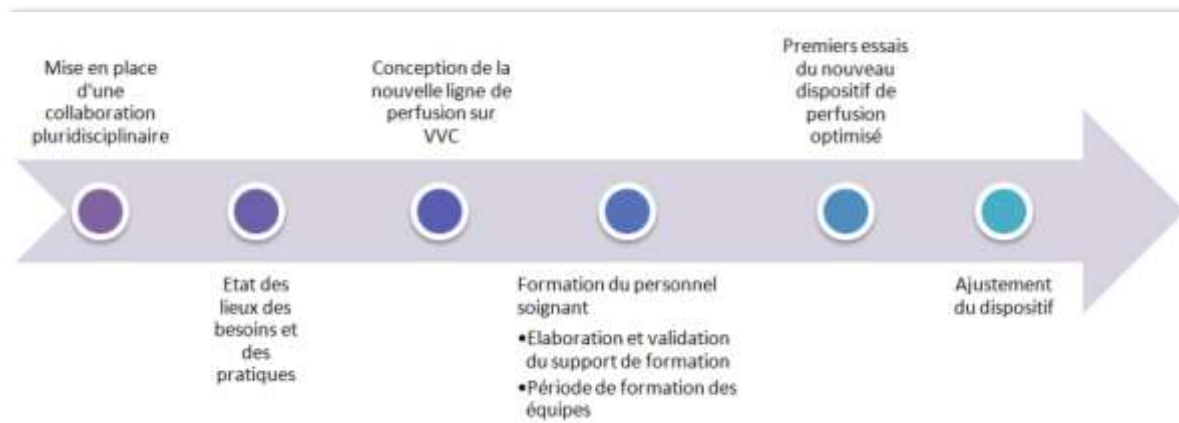 Mise en place
d'une
collaboration
pluridisciplinaire
Etat des
lieux des
besoins et
des
pratiques
Conception de la
nouvelle ligne de
perfusion sur
VVC
Formation du personnel
soignant
•Elaboration et validation
du support de formation
•Période de formation des
équipes
Premiers essais
du nouveau
dispositif de
perfusion
optimisé
Ajustement
du dispositif